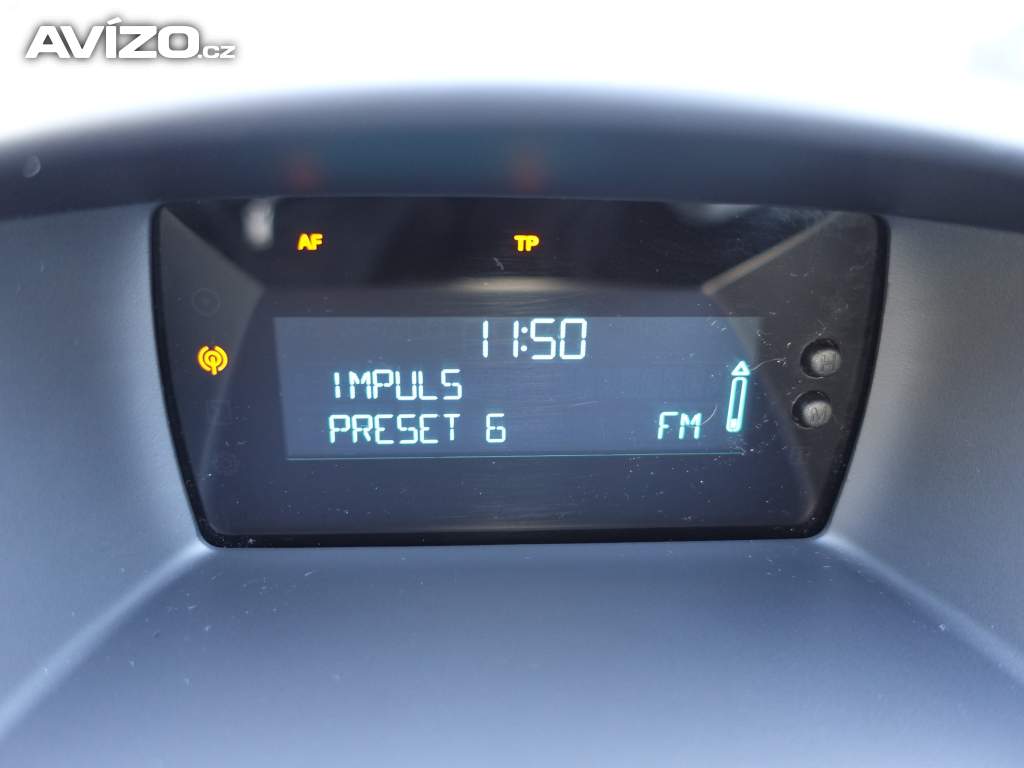 AVÍZO.cz
AF TP
11:50
IMPULS
PRESET 6 FM
H
M